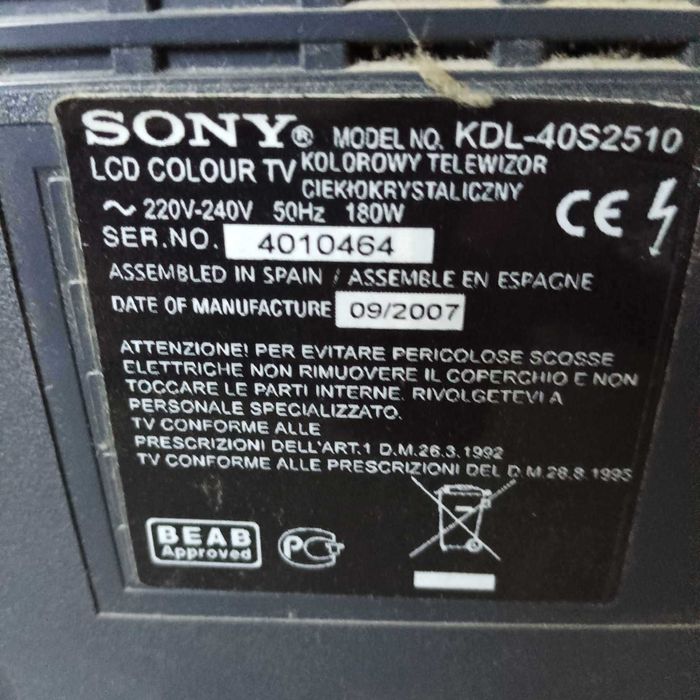 SONY® MODEL NO. KDL-40S2510
LCD COLOUR TV KOLOROWY TELEWIZOR
CIEKŁOKRYSTALICZNY
~ 220V-240V 50Hz 180W
CE
SER.NO. 4010464
ASSEMBLED IN SPAIN / ASSEMBLE EN ESPAGNE
DATE OF MANUFACTURE 09/2007
ATTENZIONE! PER EVITARE PERICOLOSE SCOSSE
ELETTRICHE NON RIMUOVERE IL COPERCHIO E NON
TOCCARE LE PARTI INTERNE. RIVOLGETEVI A
PERSONALE SPECIALIZZATO.
TV CONFORME ALLE
PRESCRIZIONI DELL'ART.1 D.M.26.3.1992
TV CONFORME ALLE PRESCRIZIONI DEL D.M.28.8.1995
BEAB
Approved
PCT